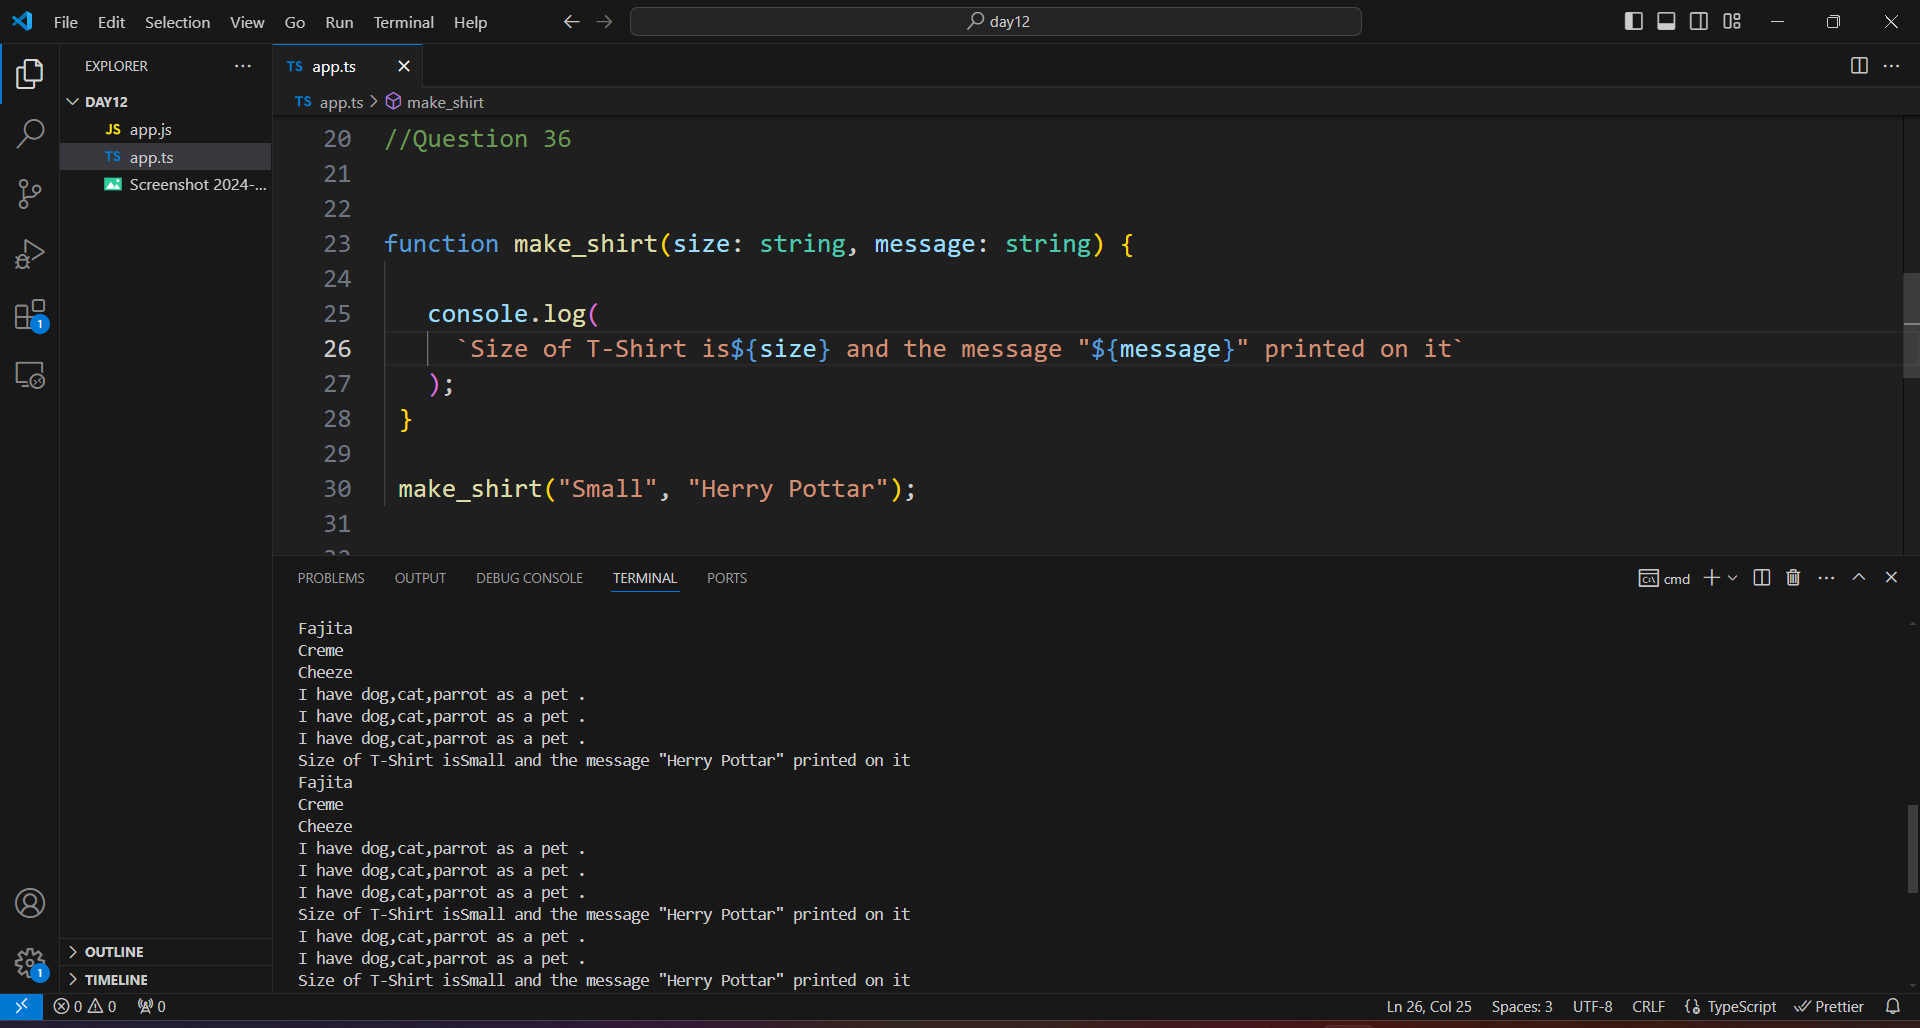 File Edit Selection View Go Run Terminal Help
day12
EXPLORER
DAY12
JS app.js
TS app.ts
Screenshot 2024-...
OUTLINE
TIMELINE
TS app.ts
TS app.ts > make_shirt
20 //Question 36
21
22
23 function make_shirt(size: string, message: string) {
24
25 console.log(
26 `Size of T-Shirt is${size} and the message "${message}" printed on it`
27 );
28 }
29
30 make_shirt("Small", "Herry Pottar");
31
PROBLEMS OUTPUT DEBUG CONSOLE TERMINAL PORTS
cmd
Fajita
Creme
Cheeze
I have dog,cat,parrot as a pet .
I have dog,cat,parrot as a pet .
I have dog,cat,parrot as a pet .
Size of T-Shirt isSmall and the message "Herry Pottar" printed on it
Fajita
Creme
Cheeze
I have dog,cat,parrot as a pet .
I have dog,cat,parrot as a pet .
I have dog,cat,parrot as a pet .
Size of T-Shirt isSmall and the message "Herry Pottar" printed on it
I have dog,cat,parrot as a pet .
I have dog,cat,parrot as a pet .
Size of T-Shirt isSmall and the message "Herry Pottar" printed on it
1
1
0 0 0
Ln 26, Col 25 Spaces: 3 UTF-8 CRLF TypeScript Prettier